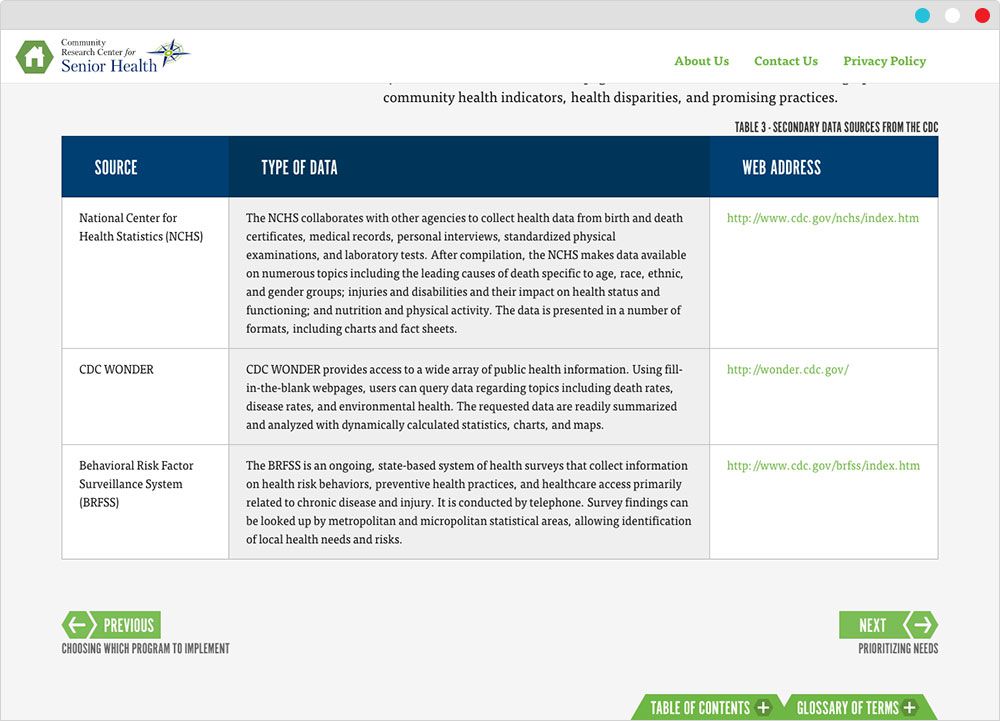 Community
Research Center for
Senior Health
About Us Contact Us Privacy Policy
community health indicators, health disparities, and promising practices.
TABLE 3 - SECONDARY DATA SOURCES FROM THE CDC
SOURCE TYPE OF DATA WEB ADDRESS
National Center for
Health Statistics (NCHS)
The NCHS collaborates with other agencies to collect health data from birth and death
certificates, medical records, personal interviews, standardized physical
examinations, and laboratory tests. After compilation, the NCHS makes data available
on numerous topics including the leading causes of death specific to age, race, ethnic,
and gender groups; injuries and disabilities and their impact on health status and
functioning; and nutrition and physical activity. The data is presented in a number of
formats, including charts and fact sheets.
http://www.cdc.gov/nchs/index.htm
CDC WONDER
CDC WONDER provides access to a wide array of public health information. Using fill-
in-the-blank webpages, users can query data regarding topics including death rates,
disease rates, and environmental health. The requested data are readily summarized
and analyzed with dynamically calculated statistics, charts, and maps.
http://wonder.cdc.gov/
Behavioral Risk Factor
Surveillance System
(BRFSS)
The BRFSS is an ongoing, state-based system of health surveys that collect information
on health risk behaviors, preventive health practices, and healthcare access primarily
related to chronic disease and injury. It is conducted by telephone. Survey findings can
be looked up by metropolitan and micropolitan statistical areas, allowing identification
of local health needs and risks.
http://www.cdc.gov/brfss/index.htm
PREVIOUS
CHOOSING WHICH PROGRAM TO IMPLEMENT
NEXT
PRIORITIZING NEEDS
TABLE OF CONTENTS GLOSSARY OF TERMS